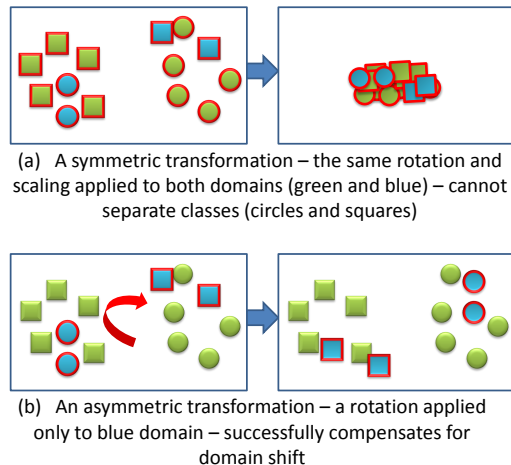 (a) A symmetric transformation – the same rotation and
scaling applied to both domains (green and blue) – cannot
separate classes (circles and squares)
(b) An asymmetric transformation – a rotation applied
only to blue domain – successfully compensates for
domain shift